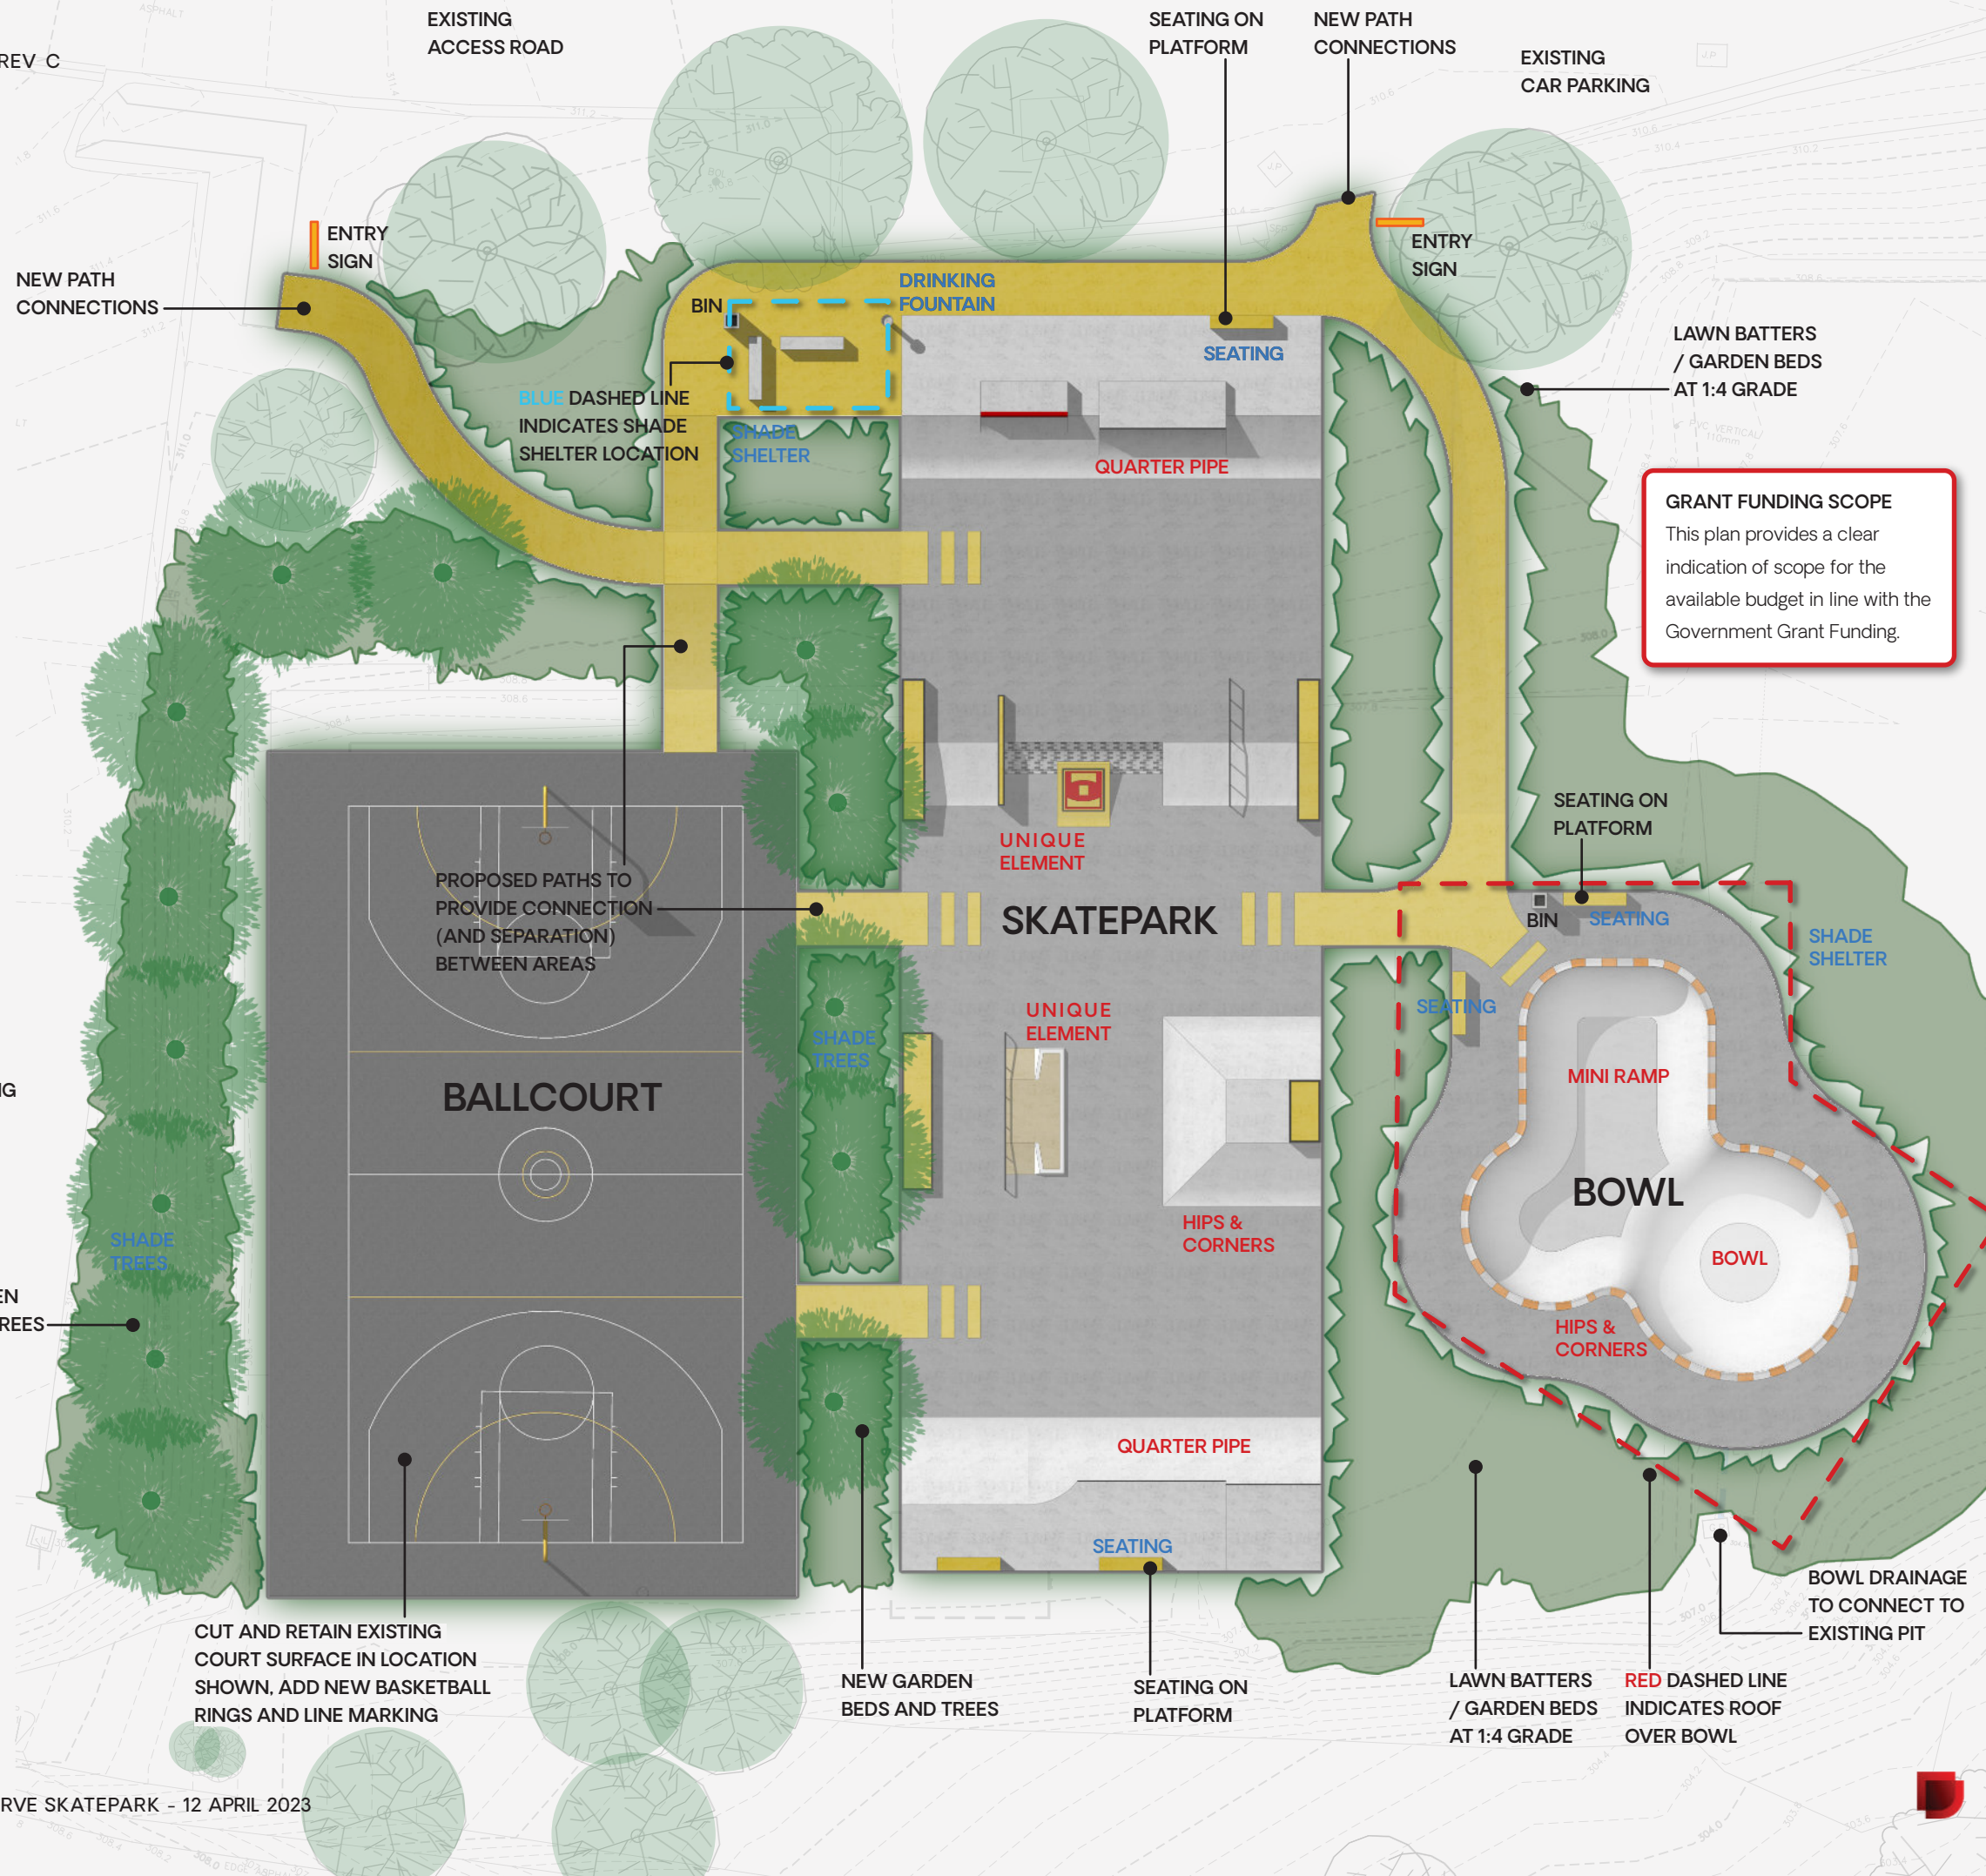 REV C
EXISTING
ACCESS ROAD
SEATING ON
PLATFORM
NEW PATH
CONNECTIONS
EXISTING
CAR PARKING
ASPHALT
ENTRY
SIGN
NEW PATH
CONNECTIONS
BIN
DRINKING
FOUNTAIN
ENTRY
SIGN
SEATING
LAWN BATTERS
/ GARDEN BEDS
AT 1:4 GRADE
BLUE DASHED LINE
INDICATES SHADE
SHELTER LOCATION
SHADE
SHELTER
QUARTER PIPE
GRANT FUNDING SCOPE
This plan provides a clear
indication of scope for the
available budget in line with the
Government Grant Funding.
UNIQUE
ELEMENT
SEATING ON
PLATFORM
PROPOSED PATHS TO
PROVIDE CONNECTION
(AND SEPARATION)
BETWEEN AREAS
SKATEPARK
BIN
SEATING
SHADE
SHELTER
SEATING
UNIQUE
ELEMENT
SHADE
TREES
BALLCOURT
MINI RAMP
BOWL
HIPS &
CORNERS
BOWL
SHADE
TREES
HIPS &
CORNERS
NG
EN
REES
QUARTER PIPE
SEATING
BOWL DRAINAGE
TO CONNECT TO
EXISTING PIT
CUT AND RETAIN EXISTING
COURT SURFACE IN LOCATION
SHOWN, ADD NEW BASKETBALL
RINGS AND LINE MARKING
NEW GARDEN
BEDS AND TREES
SEATING ON
PLATFORM
LAWN BATTERS
/ GARDEN BEDS
AT 1:4 GRADE
RED DASHED LINE
INDICATES ROOF
OVER BOWL
RVE SKATEPARK - 12 APRIL 2023